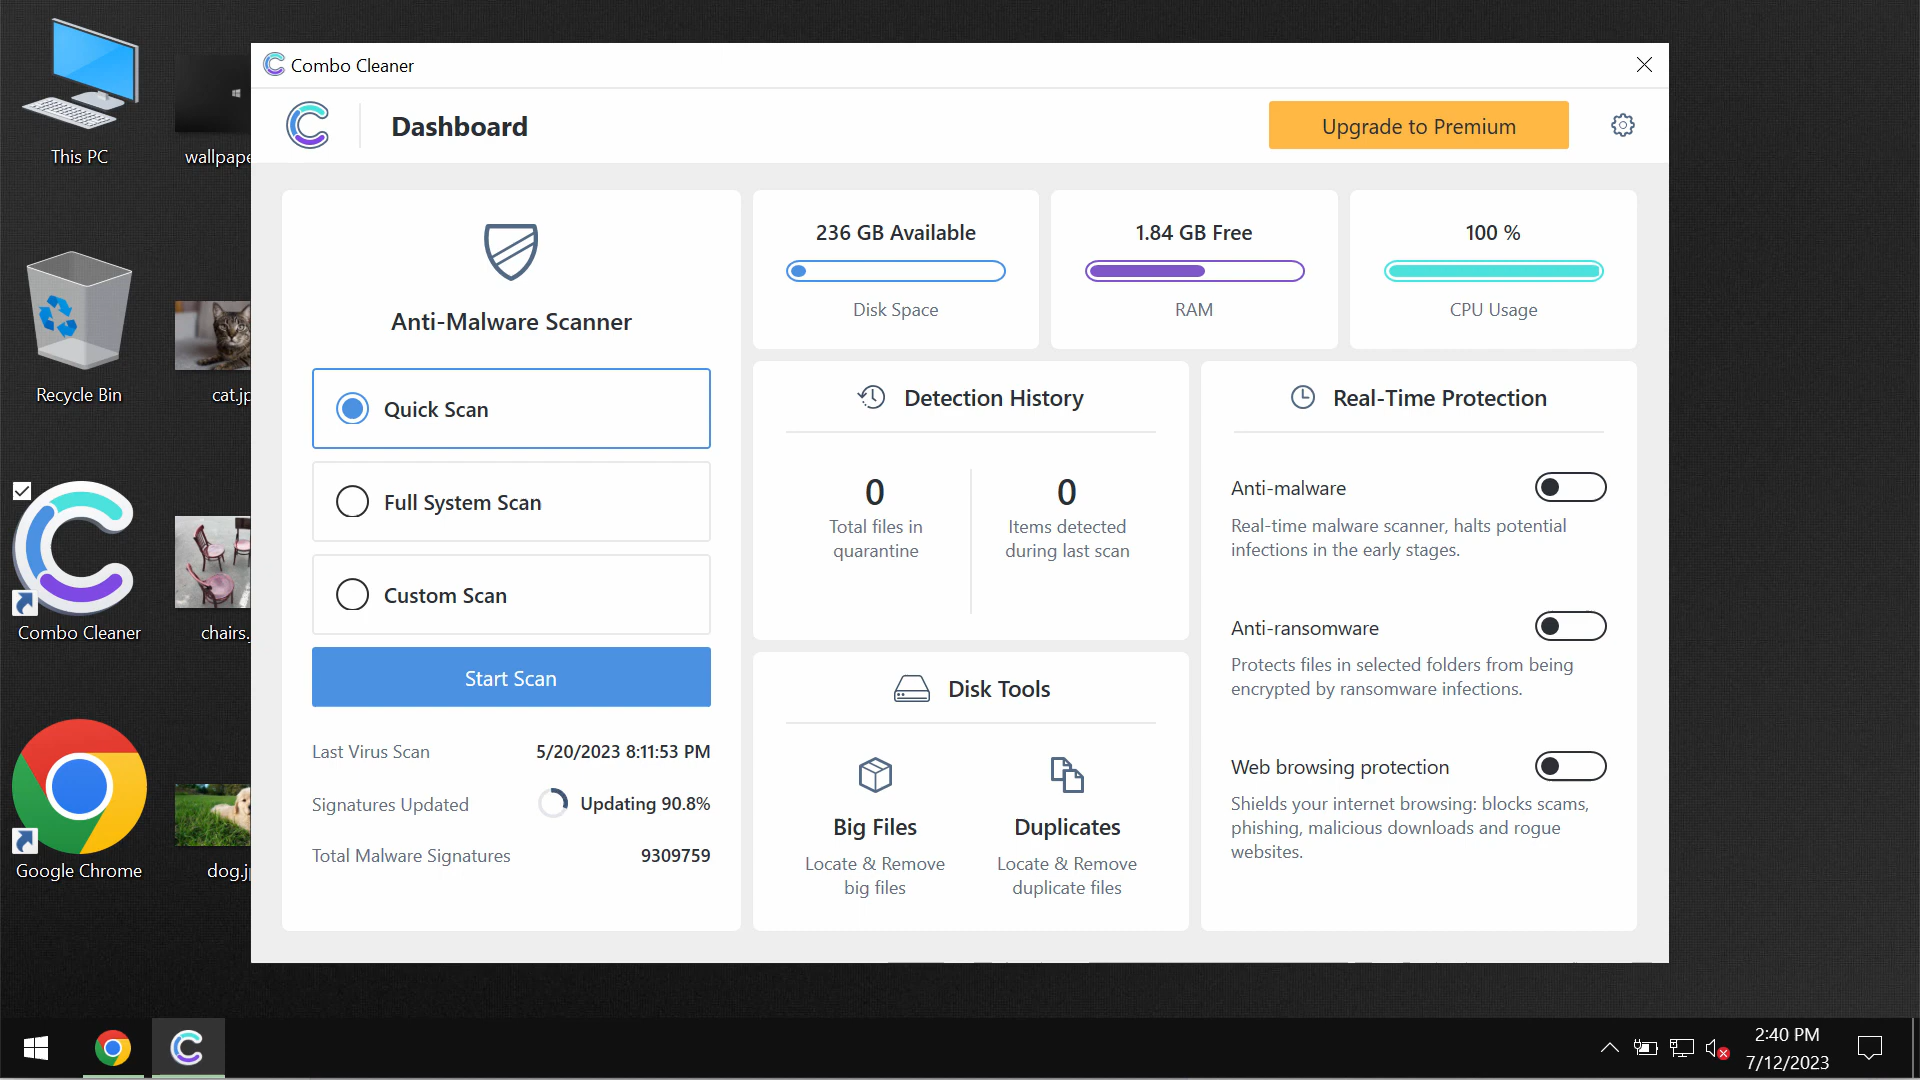 This PC
wallpape
Recycle Bin
cat.jp
Combo Cleaner
chairs.
Google Chrome
dog.j
Combo Cleaner
Dashboard
Upgrade to Premium
Anti-Malware Scanner
Quick Scan
Full System Scan
Custom Scan
Start Scan
Last Virus Scan 5/20/2023 8:11:53 PM
Signatures Updated Updating 90.8%
Total Malware Signatures 9309759
236 GB Available
Disk Space
1.84 GB Free
RAM
100 %
CPU Usage
Detection History
0
Total files in
quarantine
0
Items detected
during last scan
Disk Tools
Big Files
Locate & Remove
big files
Duplicates
Locate & Remove
duplicate files
Real-Time Protection
Anti-malware
Real-time malware scanner, halts potential
infections in the early stages.
Anti-ransomware
Protects files in selected folders from being
encrypted by ransomware infections.
Web browsing protection
Shields your internet browsing: blocks scams,
phishing, malicious downloads and rogue
websites.
2:40 PM
7/12/2023